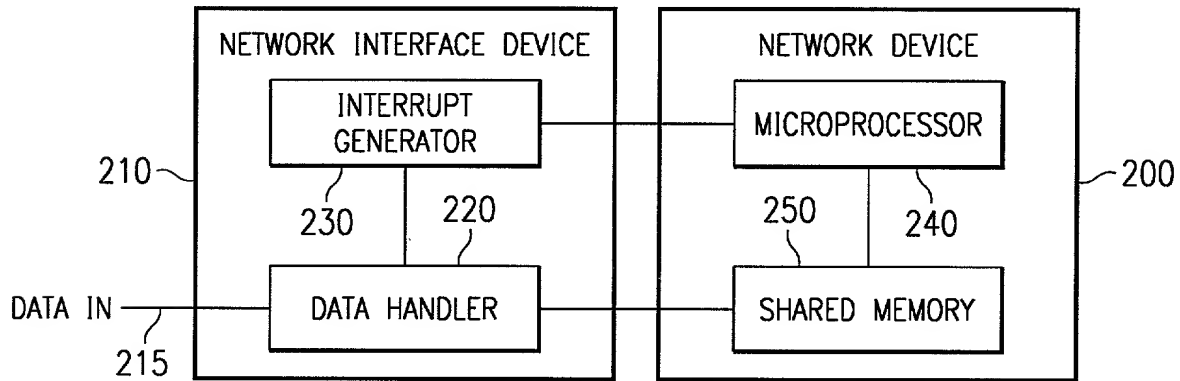 NETWORK INTERFACE DEVICE
NETWORK DEVICE
INTERRUPT
GENERATOR
MICROPROCESSOR
210
200
230
220
250
240
DATA IN
DATA HANDLER
SHARED MEMORY
215